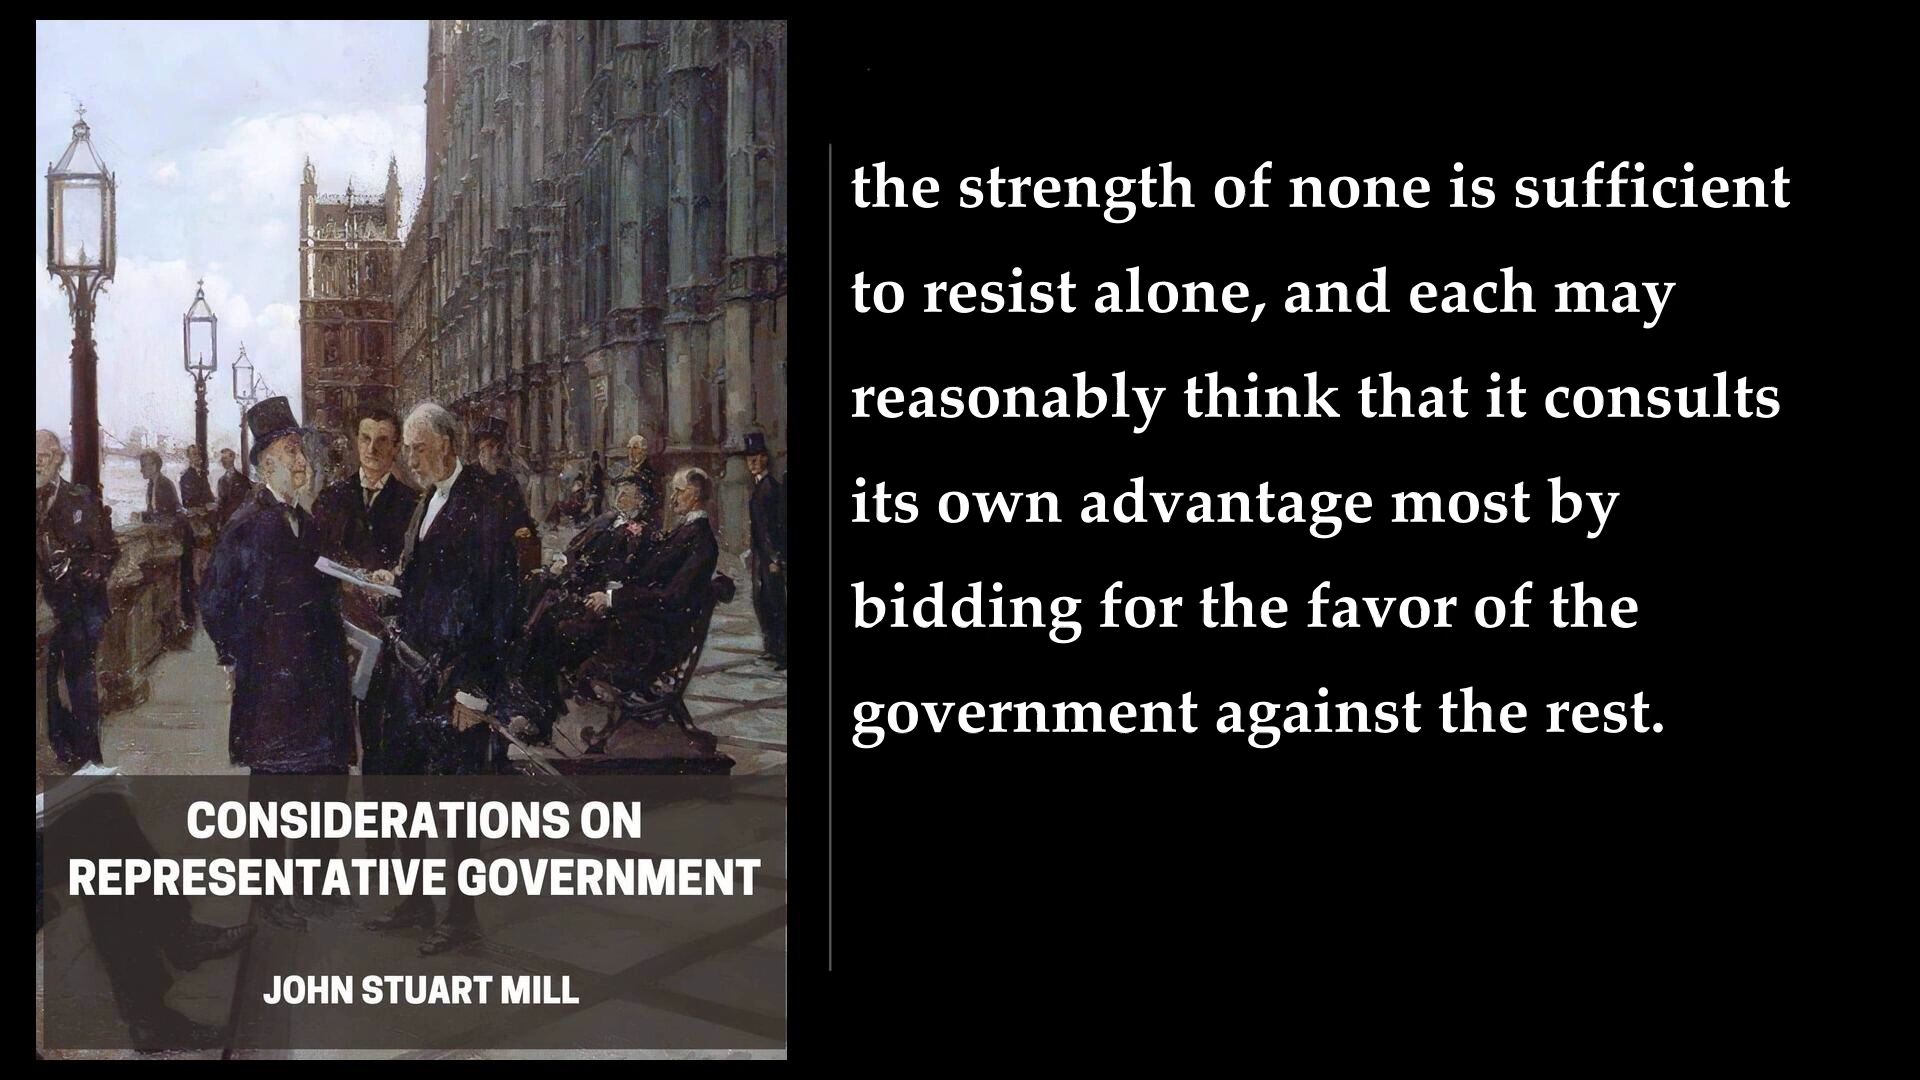 the strength of none is sufficient
to resist alone, and each may
reasonably think that it consults
its own advantage most by
bidding for the favor of the
government against the rest.
CONSIDERATIONS ON
REPRESENTATIVE GOVERNMENT
JOHN STUART MILL